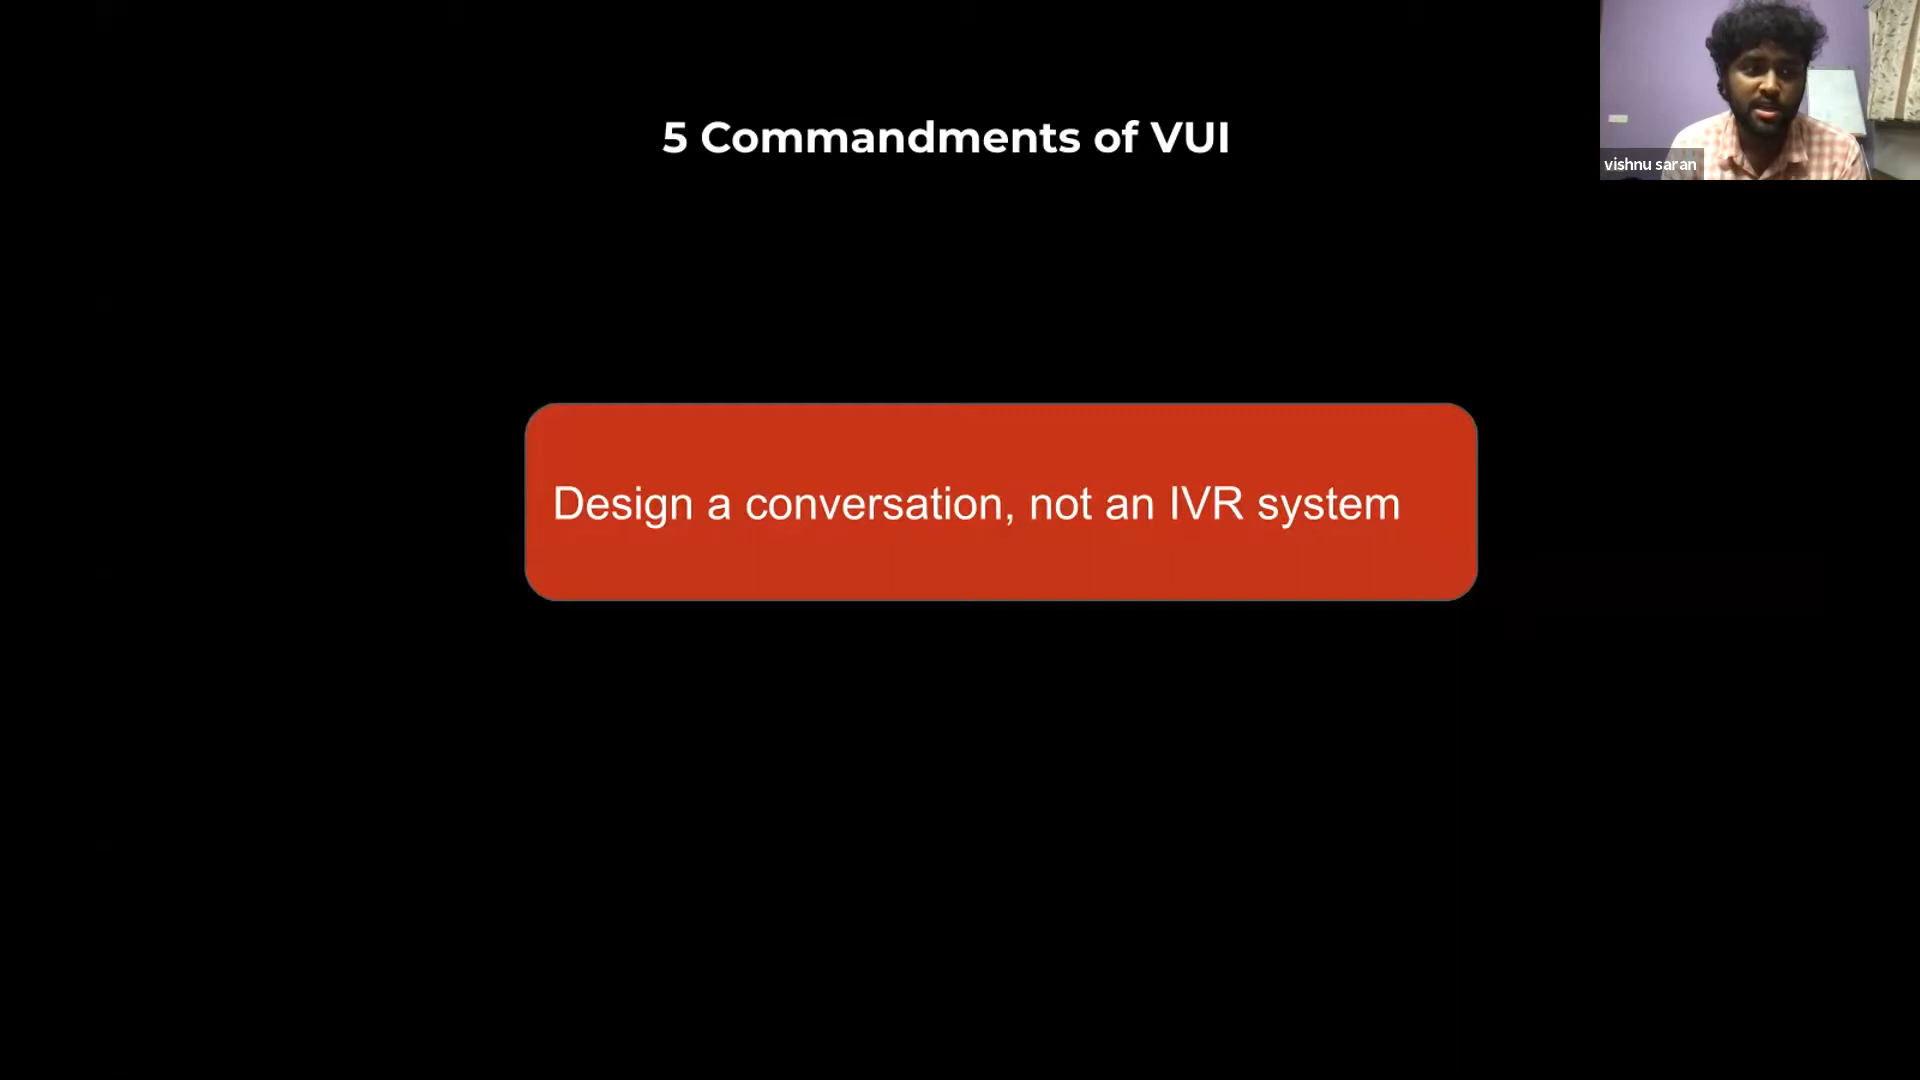 5 Commandments of VUI
vishnu saran
Design a conversation, not an IVR system